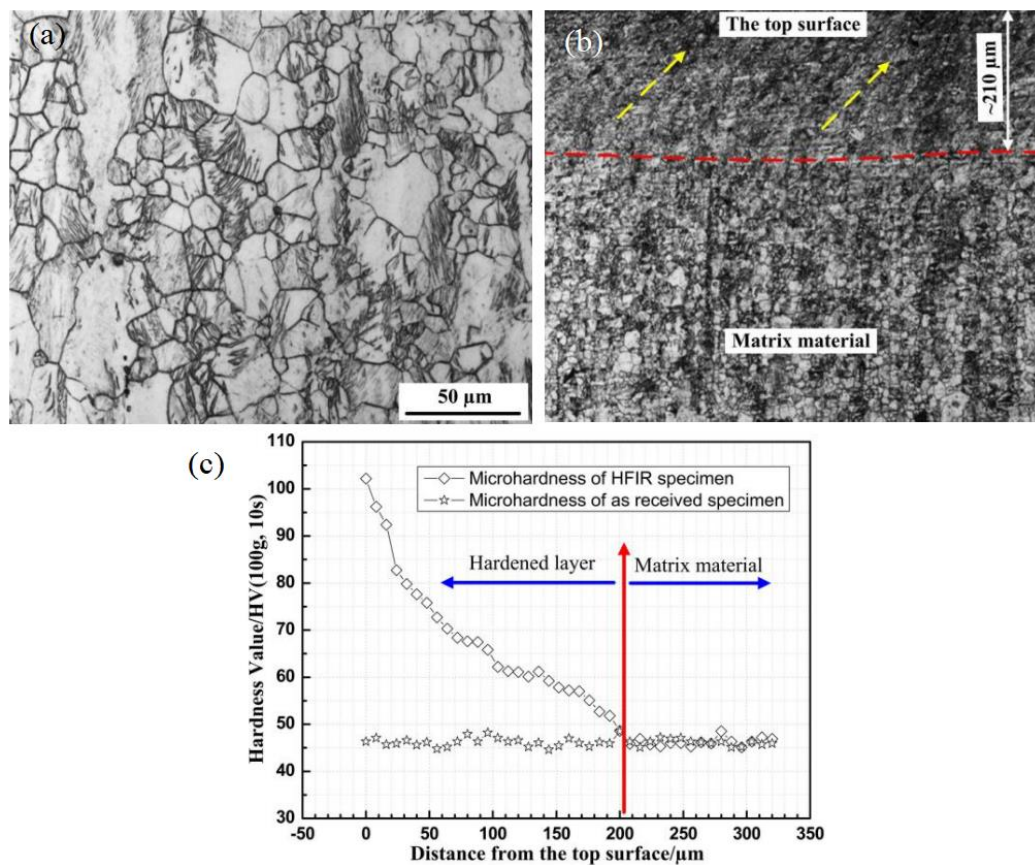 (a)
50 μm
(b)
The top surface
~210 μm
Matrix material
(c)
Hardness Value/HV(100g, 10s)
110
100
90
80
70
60
50
40
30
Microhardness of HFIR specimen
Microhardness of as received specimen
Hardened layer
Matrix material
-50
0
50
100
150
200
250
300
350
Distance from the top surface/μm